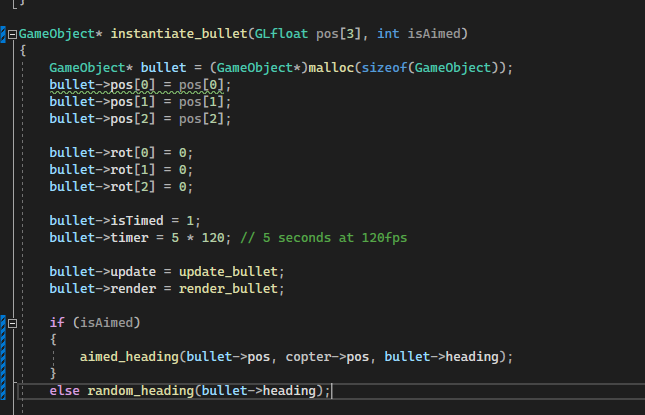 GameObject* instantiate_bullet(GLfloat pos[3], int isAimed)
{
GameObject* bullet = (GameObject*)malloc(sizeof(GameObject));
bullet->pos[0] = pos[0];
bullet->pos[1] = pos[1];
bullet->pos[2] = pos[2];
bullet->rot[0] = 0;
bullet->rot[1] = 0;
bullet->rot[2] = 0;
bullet->isTimed = 1;
bullet->timer = 5 * 120; // 5 seconds at 120fps
bullet->update = update_bullet;
bullet->render = render_bullet;
if (isAimed)
{
aimed_heading(bullet->pos, copter->pos, bullet->heading);
}
else random_heading(bullet->heading);